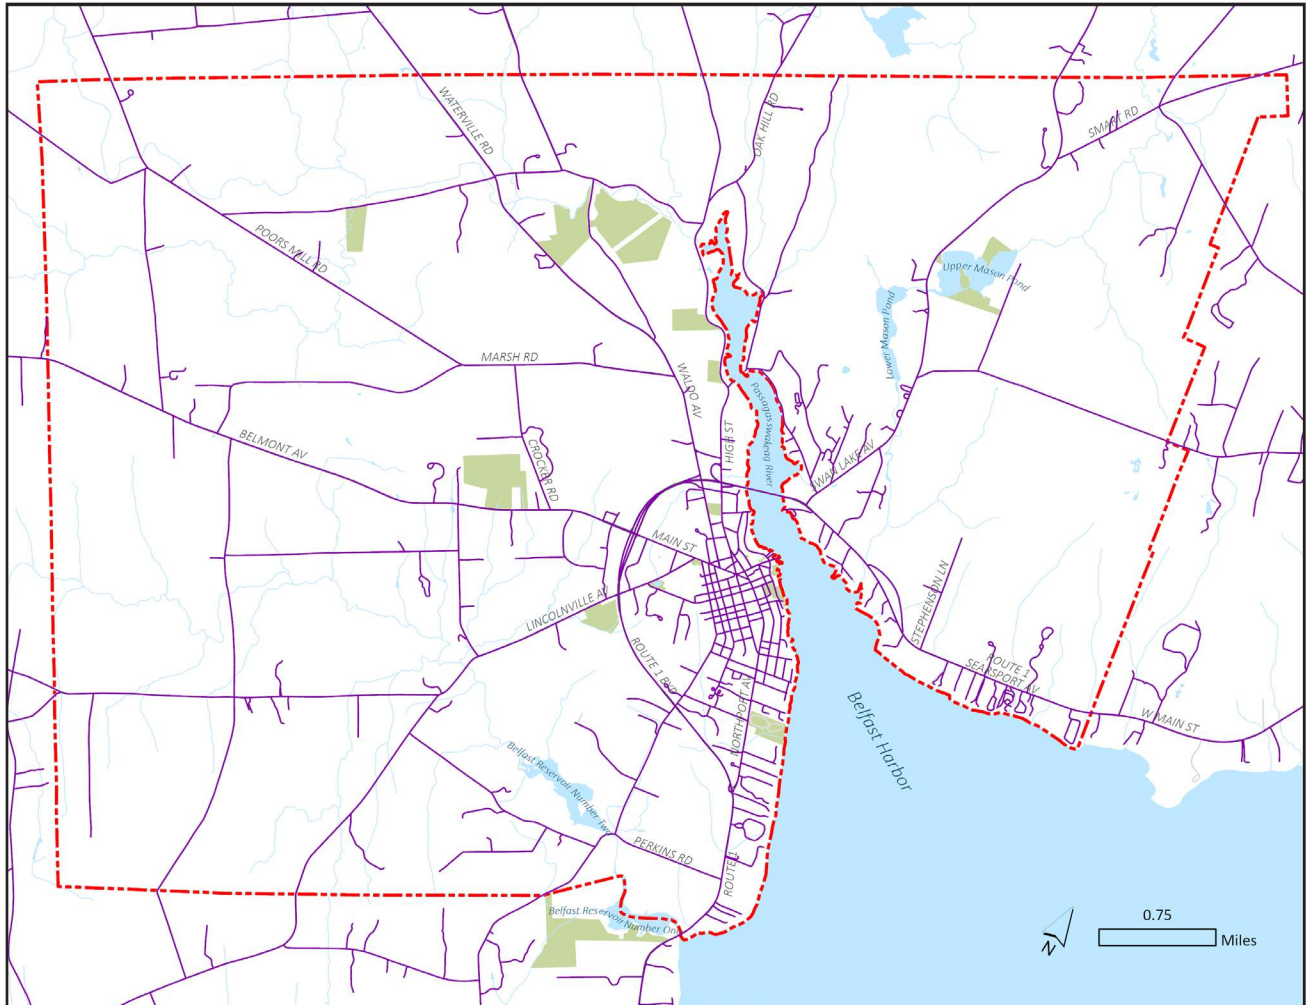 OAK HILL RD
WATERVILLE RD
SMART RD
POORS MILL RD
Upper Mason Pond
Lower Mason Pond
MARSH RD
WALDO AV
Passagassawakeag River
HIGH ST
BELMONT AV
CROCKER RD
SWAN LAKE AV
MAIN ST
STEPHENSON LN
LINCOLNVILLE AV
ROUTE 1 BYP
ROUTE 1
SEARSPORT AV
NORTHPORT AV
W MAIN ST
Belfast Harbor
Belfast Reservoir Number Two
PERKINS RD
ROUTE 1
Belfast Reservoir Number One
N
0.75
Miles